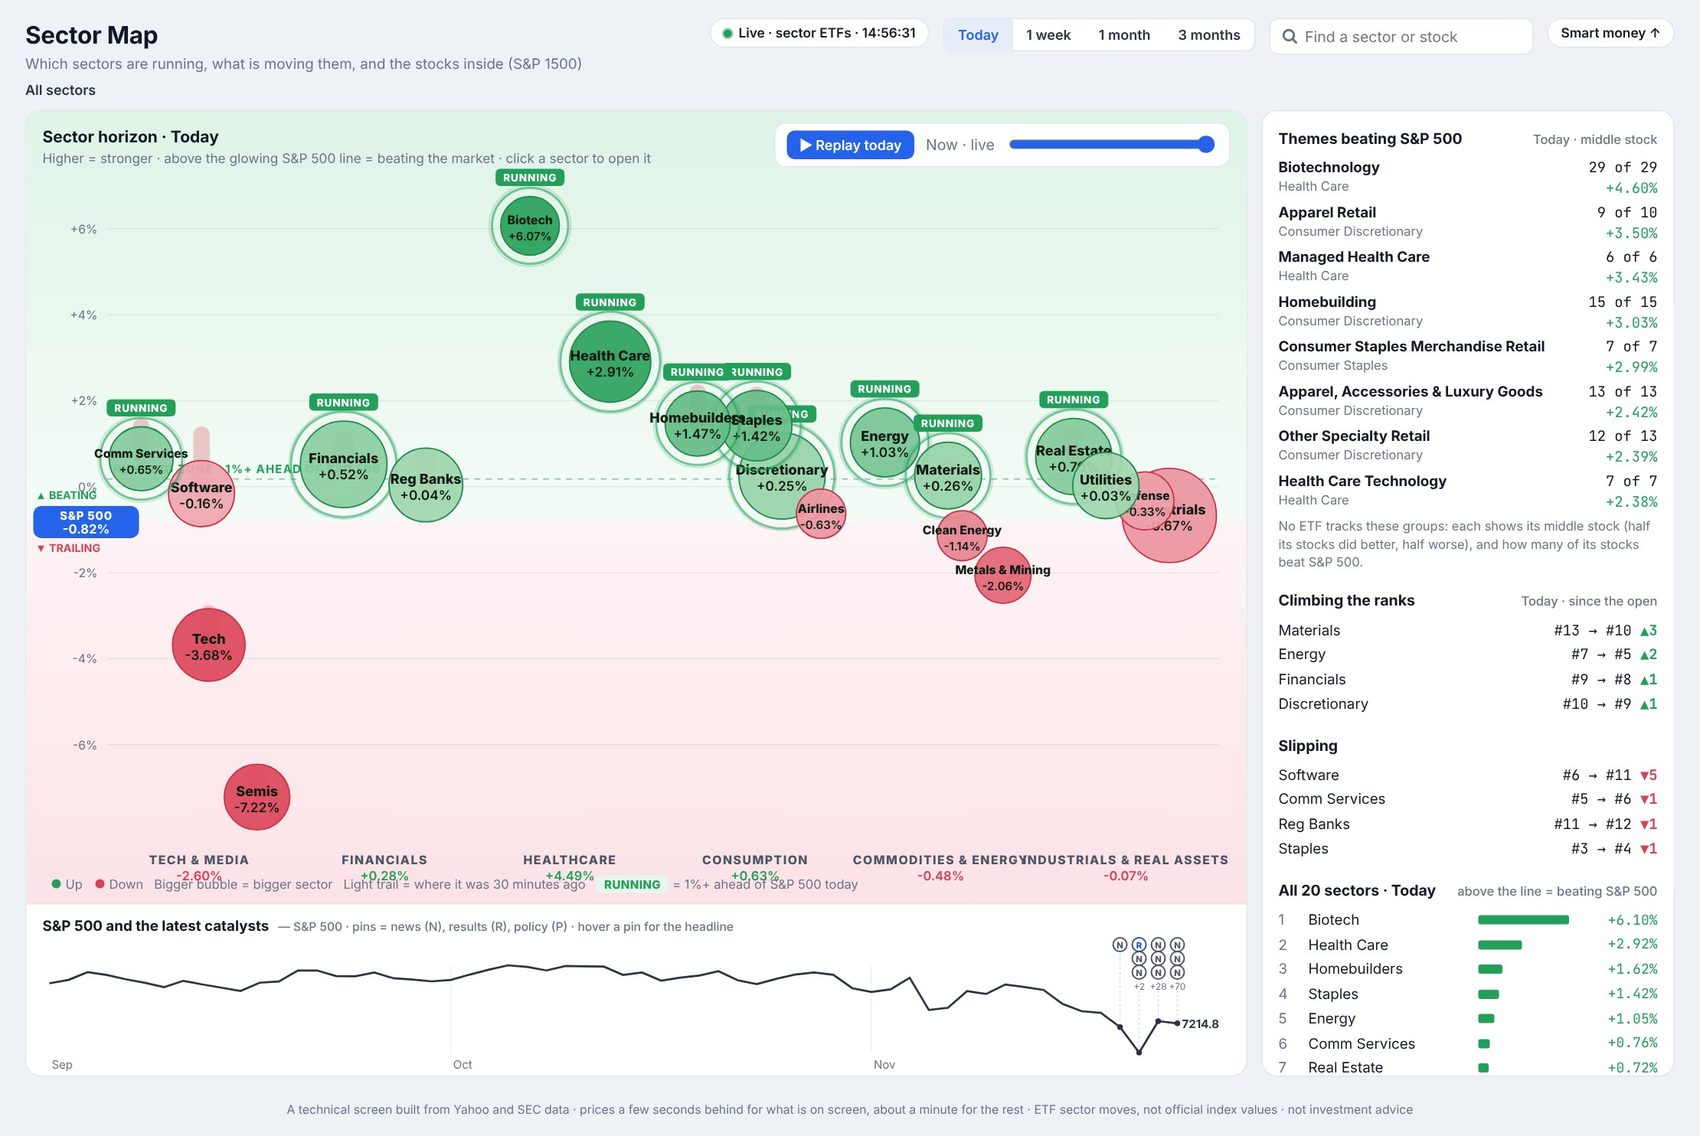 Sector Map
Live · sector ETFs · 14:56:31
Today
1 week
1 month
3 months
Find a sector or stock
Smart money ↑
Which sectors are running, what is moving them, and the stocks inside (S&P 1500)
All sectors
Sector horizon · Today
Higher = stronger · above the glowing S&P 500 line = beating the market · click a sector to open it
▶ Replay today
Now · live
RUNNING
Biotech
+6.07%
+6%
RUNNING
+4%
Health Care
+2.91%
RUNNING
RUNNING
+2%
RUNNING
RUNNING
RUNNING
RUNNING
RUNNING
Homebuilders
+1.47%
Staples
+1.42%
Comm Services
+0.65%
Financials
+0.52%
Reg Banks
+0.04%
Discretionary
+0.25%
Energy
+1.03%
Materials
+0.26%
Real Estate
Utilities
+0.03%
1%+ AHEAD
0%
▲ BEATING
S&P 500
-0.82%
▼ TRAILING
Software
-0.16%
Airlines
-0.63%
-0.33%
Clean Energy
-1.14%
Metals & Mining
-2.06%
-2%
Tech
-3.68%
-4%
-6%
Semis
-7.22%
TECH & MEDIA
-2.60%
FINANCIALS
+0.28%
HEALTHCARE
+4.49%
CONSUMPTION
+0.63%
COMMODITIES & ENERGY
-0.48%
INDUSTRIALS & REAL ASSETS
-0.07%
Up
Down
Bigger bubble = bigger sector
Light trail = where it was 30 minutes ago
RUNNING = 1%+ ahead of S&P 500 today
S&P 500 and the latest catalysts — S&P 500 · pins = news (N), results (R), policy (P) · hover a pin for the headline
N R N N
N N N
N N N
+2 +28 +70
7214.8
Sep
Oct
Nov
Themes beating S&P 500
Today · middle stock
Biotechnology 29 of 29
Health Care +4.60%
Apparel Retail 9 of 10
Consumer Discretionary +3.50%
Managed Health Care 6 of 6
Health Care +3.43%
Homebuilding 15 of 15
Consumer Discretionary +3.03%
Consumer Staples Merchandise Retail 7 of 7
Consumer Staples +2.99%
Apparel, Accessories & Luxury Goods 13 of 13
Consumer Discretionary +2.42%
Other Specialty Retail 12 of 13
Consumer Discretionary +2.39%
Health Care Technology 7 of 7
Health Care +2.38%
No ETF tracks these groups: each shows its middle stock (half
its stocks did better, half worse), and how many of its stocks
beat S&P 500.
Climbing the ranks
Today · since the open
Materials #13 → #10 ▲3
Energy #7 → #5 ▲2
Financials #9 → #8 ▲1
Discretionary #10 → #9 ▲1
Slipping
Software #6 → #11 ▼5
Comm Services #5 → #6 ▼1
Reg Banks #11 → #12 ▼1
Staples #3 → #4 ▼1
All 20 sectors · Today
above the line = beating S&P 500
1 Biotech +6.10%
2 Health Care +2.92%
3 Homebuilders +1.62%
4 Staples +1.42%
5 Energy +1.05%
6 Comm Services +0.76%
7 Real Estate +0.72%
A technical screen built from Yahoo and SEC data · prices a few seconds behind for what is on screen, about a minute for the rest · ETF sector moves, not official index values · not investment advice